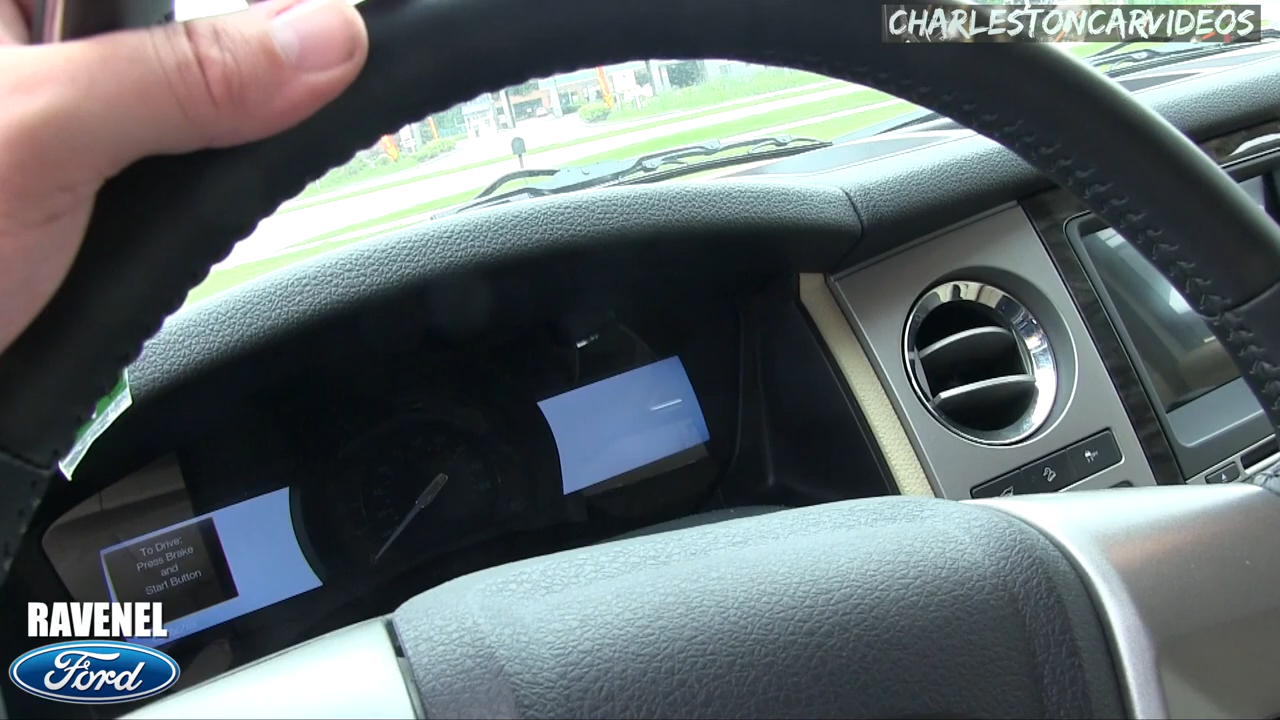 CHARLESTONCARVIDEOS
To Drive:
Press Brake
and
Start Button
RAVENEL
Ford